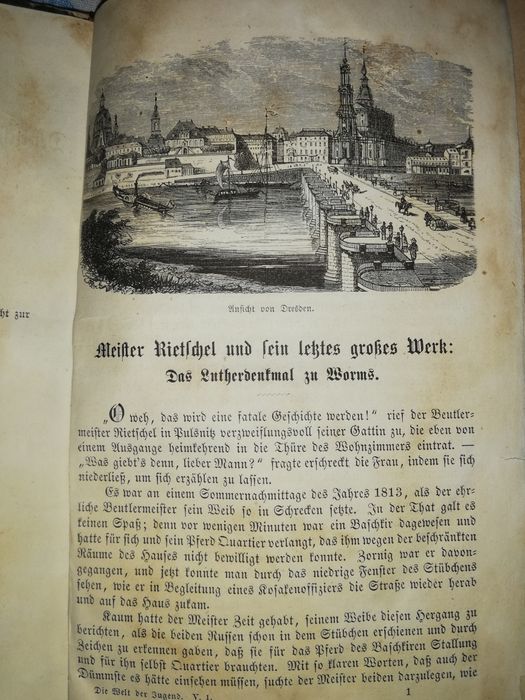 ht zur
Ansicht von Dresden.
Meister Rietschel und sein letztes großes Werk:
Das Lutherdenkmal zu Worms.
„O weh, das wird eine fatale Geschichte werden!“ rief der Beutler-
meister Rietschel in Pulsnitz verzweiflungsvoll seiner Gattin zu, die eben von
einem Ausgange heimkehrend in die Thüre des Wohnzimmers eintrat. —
„Was giebt's denn, lieber Mann?“ fragte erschreckt die Frau, indem sie sich
niederließ, um sich erzählen zu lassen.
Es war an einem Sommernachmittage des Jahres 1813, als der ehr-
liche Beutlermeister sein Weib so in Schrecken setzte. In der That galt es
keinen Spaß; denn vor wenigen Minuten war ein Baschkir dagewesen und
hatte für sich und sein Pferd Quartier verlangt, das ihm wegen der beschränkten
Räume des Hauses nicht bewilligt werden konnte. Zornig war er davon-
gegangen, und jetzt konnte man durch das niedrige Fenster des Stübchens
sehen, wie er in Begleitung eines Kosakenoffiziers die Straße wieder herab
und auf das Haus zukam.
Kaum hatte der Meister Zeit gehabt, seinem Weibe diesen Hergang zu
berichten, als die beiden Russen schon in dem Stübchen erschienen und durch
Zeichen zu erkennen gaben, daß sie für das Pferd des Baschkiren Stallung
und für ihn selbst Quartier brauchten. Mit so klaren Worten, daß auch der
Dümmste es hätte einsehen müssen, suchte der Meister beiden darzulegen, wie
Die Welt der Jugend. V. 1. 1